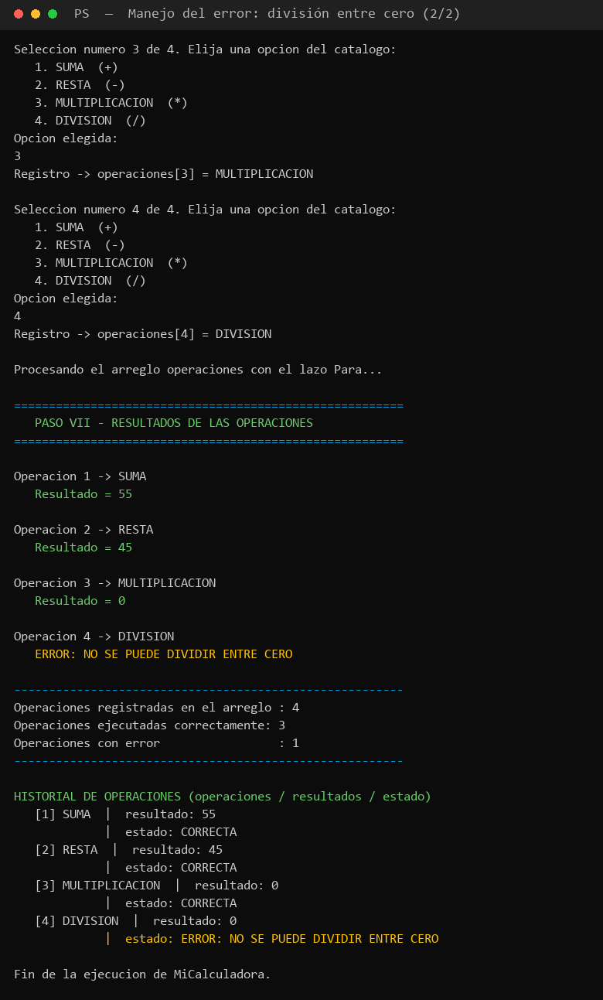 PS — Manejo del error: división entre cero (2/2)
Seleccion numero 3 de 4. Elija una opcion del catalogo:
1. SUMA (+)
2. RESTA (-)
3. MULTIPLICACION (*)
4. DIVISION (/)
Opcion elegida:
3
Registro -> operaciones[3] = MULTIPLICACION
Seleccion numero 4 de 4. Elija una opcion del catalogo:
1. SUMA (+)
2. RESTA (-)
3. MULTIPLICACION (*)
4. DIVISION (/)
Opcion elegida:
4
Registro -> operaciones[4] = DIVISION
Procesando el arreglo operaciones con el lazo Para...
========================================================
PASO VII - RESULTADOS DE LAS OPERACIONES
========================================================
Operacion 1 -> SUMA
Resultado = 55
Operacion 2 -> RESTA
Resultado = 45
Operacion 3 -> MULTIPLICACION
Resultado = 0
Operacion 4 -> DIVISION
ERROR: NO SE PUEDE DIVIDIR ENTRE CERO
--------------------------------------------------------
Operaciones registradas en el arreglo : 4
Operaciones ejecutadas correctamente: 3
Operaciones con error : 1
--------------------------------------------------------
HISTORIAL DE OPERACIONES (operaciones / resultados / estado)
[1] SUMA | resultado: 55
| estado: CORRECTA
[2] RESTA | resultado: 45
| estado: CORRECTA
[3] MULTIPLICACION | resultado: 0
| estado: CORRECTA
[4] DIVISION | resultado: 0
| estado: ERROR: NO SE PUEDE DIVIDIR ENTRE CERO
Fin de la ejecucion de MiCalculadora.